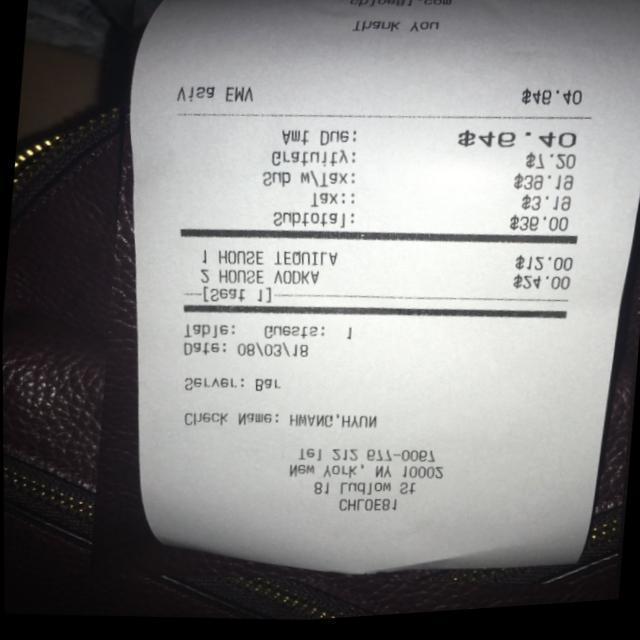 CHLOE81
81 Ludlow St
New York, NY 10002
Tel 212 677-0067
Check Name: HWANG,HYUN
Server: Bar
Date: 08/03/18
Table: Guests: 1
[Seat 1]
2 HOUSE VODKA $24.00
1 HOUSE TEQUILA $12.00
Subtotal: $36.00
Tax:: $3.19
Sub w/Tax: $39.19
Gratuity: $7.20
Amt Due: $46.40
Visa EMV $46.40
Thank You